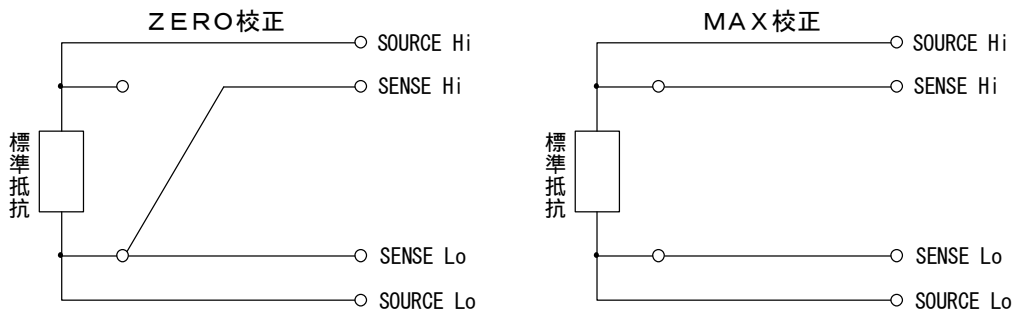 ZERO校正
SOURCE Hi
SENSE Hi
標準抵抗
SENSE Lo
SOURCE Lo
MAX校正
SOURCE Hi
SENSE Hi
標準抵抗
SENSE Lo
SOURCE Lo